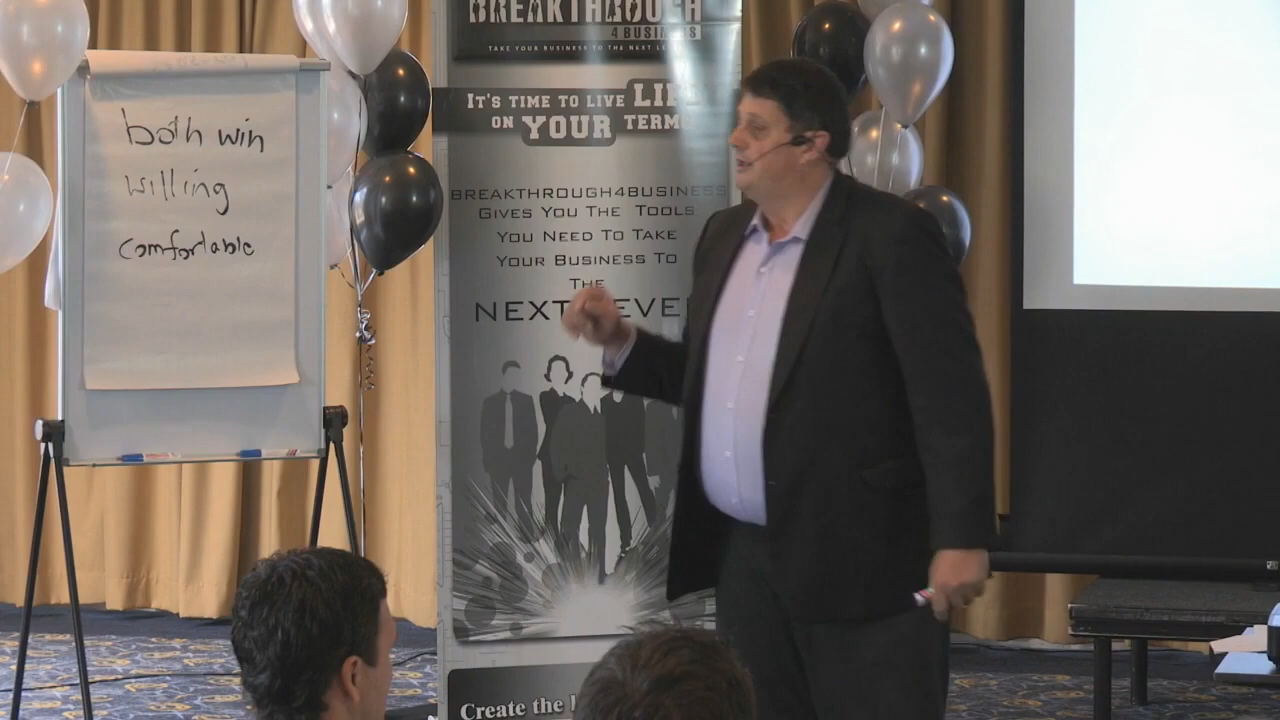 both win
willing
comfortable
BREAKTHROUGH
4 BUSINESS
TAKE YOUR BUSINESS TO THE NEXT
IT'S TIME TO LIVE
ON YOUR TERMS
BREAKTHROUGH4BUSINESS
GIVES YOU THE TOOLS
YOU NEED TO TAKE
YOUR BUSINESS TO
THE
NEXT
Create the